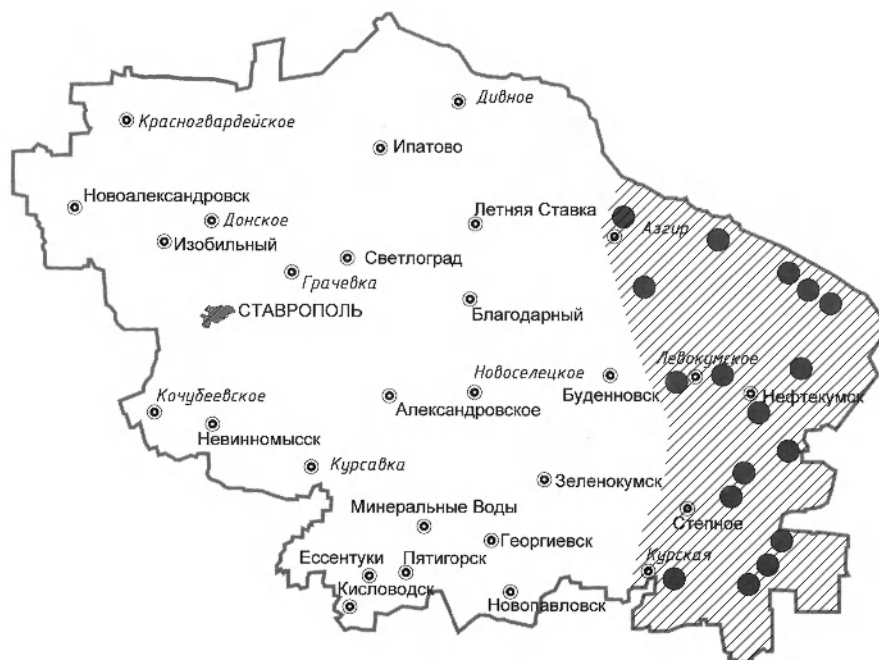 Дивное
Красногвардейское
Ипатово
Новоалександровск
Летняя Ставка
Донское
Азгир
Изобильный
Светлоград
Грачевка
СТАВРОПОЛЬ
Благодарный
Левокумское
Новоселецкое
Буденновск
Кочубеевское
Нефтекумск
Александровское
Невинномысск
Курсавка
Зеленокумск
Минеральные Воды
Степное
Георгиевск
Ессентуки
Пятигорск
Курская
Кисловодск
Новопавловск